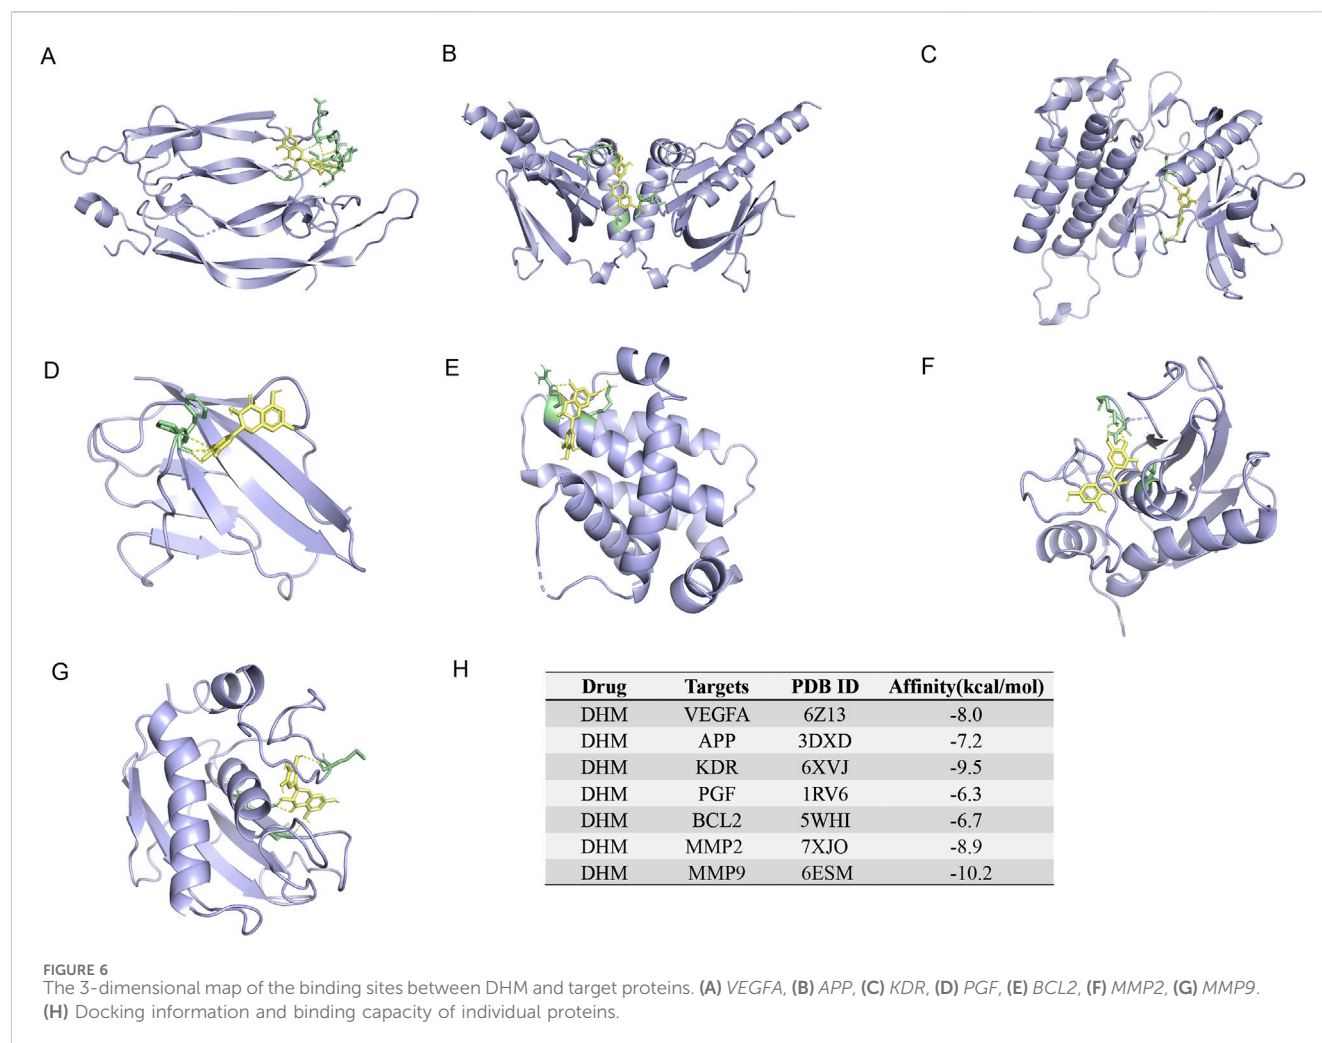 A
B
C
D
E
F
G
H
Drug Targets PDB ID Affinity(kcal/mol)
DHM VEGFA 6Z13 -8.0
DHM APP 3DXD -7.2
DHM KDR 6XVJ -9.5
DHM PGF 1RV6 -6.3
DHM BCL2 5WHI -6.7
DHM MMP2 7XJO -8.9
DHM MMP9 6ESM -10.2
FIGURE 6
The 3-dimensional map of the binding sites between DHM and target proteins. (A) VEGFA, (B) APP, (C) KDR, (D) PGF, (E) BCL2, (F) MMP2, (G) MMP9.
(H) Docking information and binding capacity of individual proteins.